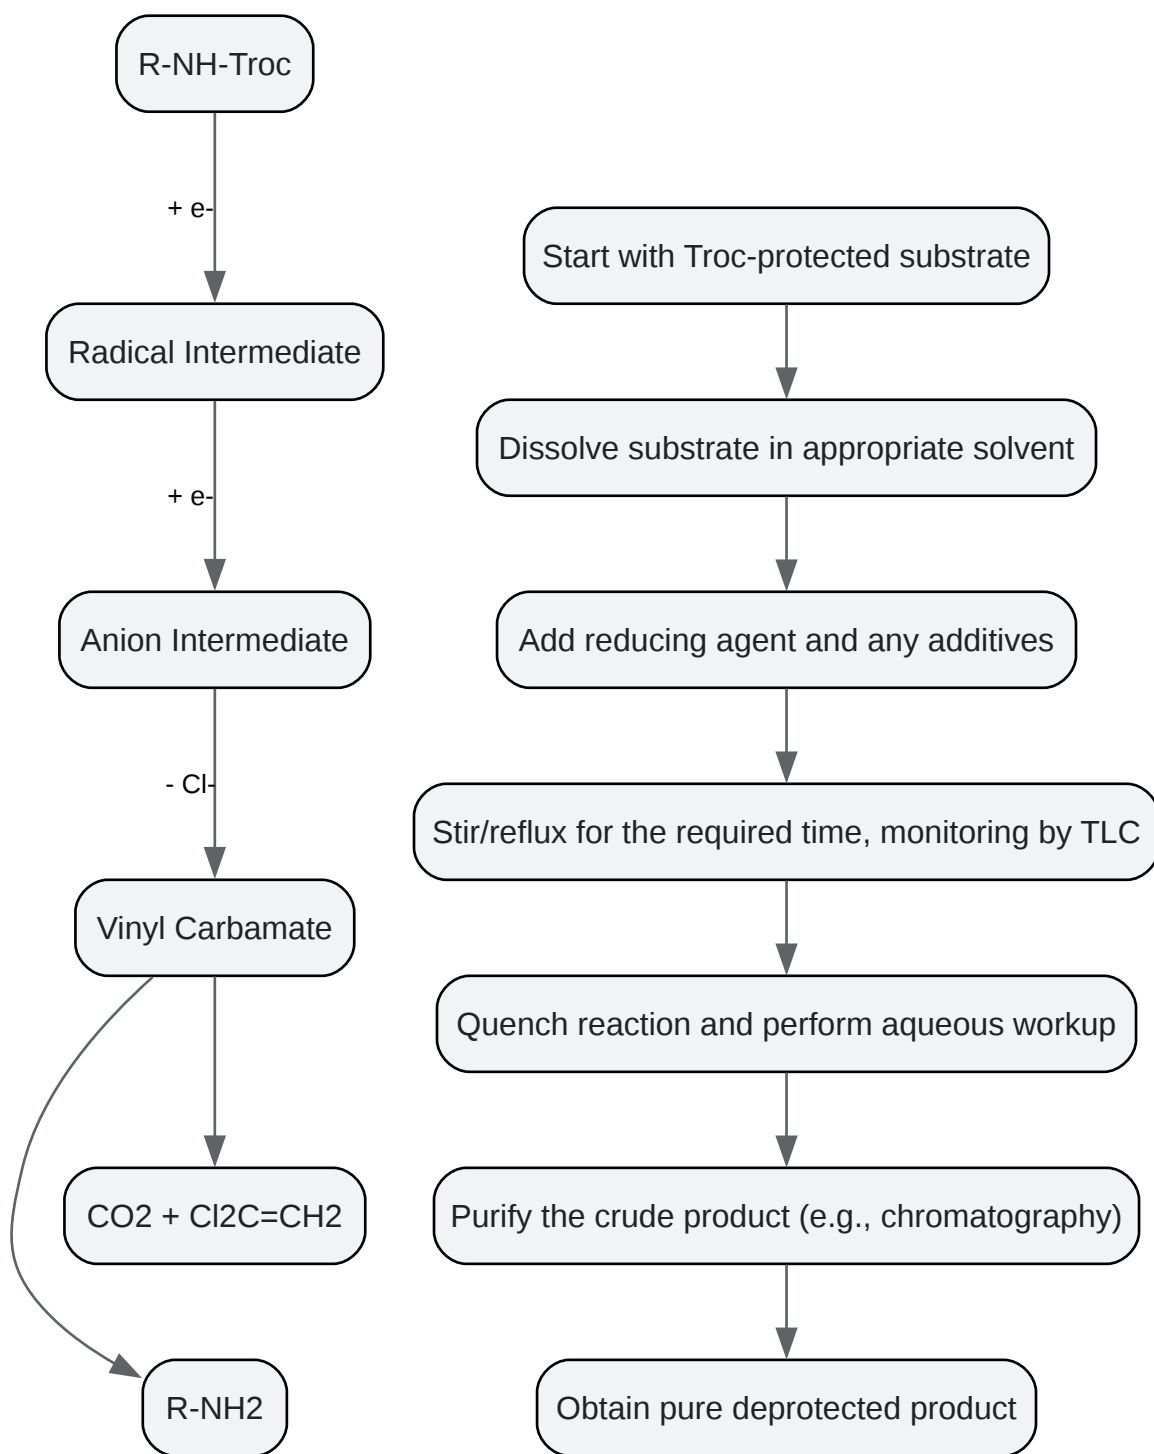 R-NH-Troc
+ e-
Radical Intermediate
+ e-
Anion Intermediate
- Cl-
Vinyl Carbamate
CO2 + Cl2C=CH2
R-NH2
Start with Troc-protected substrate
Dissolve substrate in appropriate solvent
Add reducing agent and any additives
Stir/reflux for the required time, monitoring by TLC
Quench reaction and perform aqueous workup
Purify the crude product (e.g., chromatography)
Obtain pure deprotected product